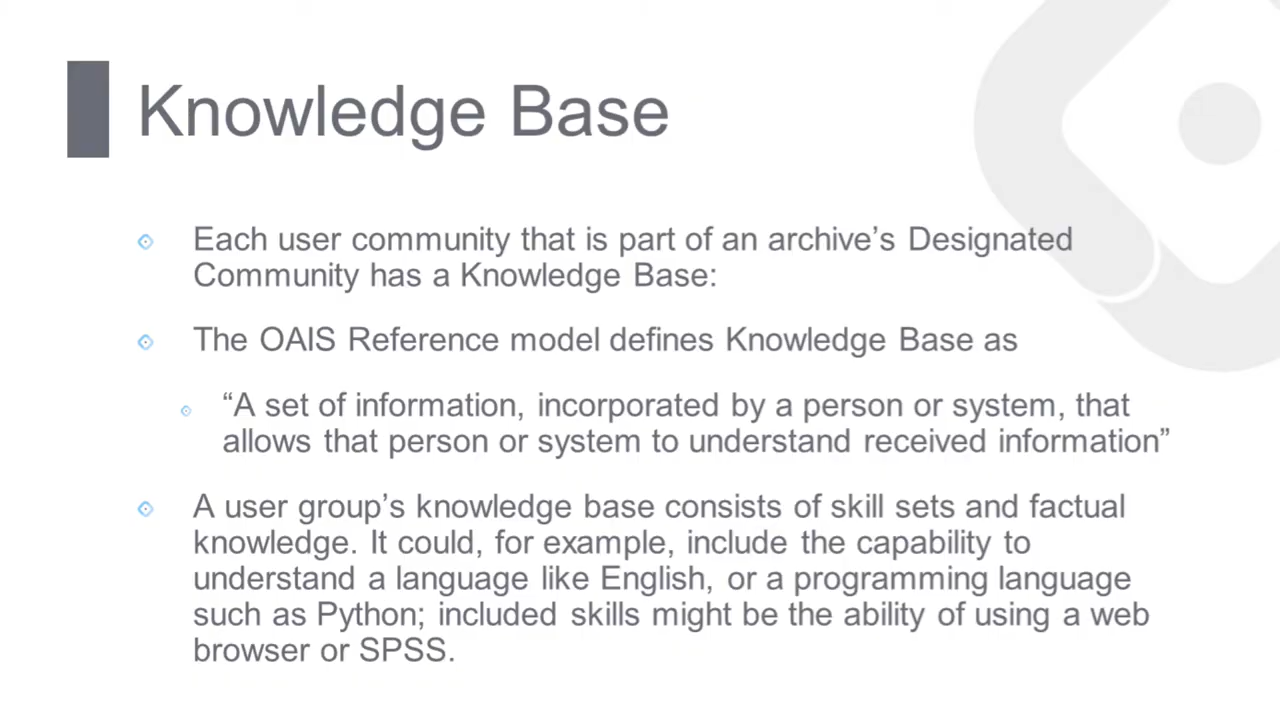 Knowledge Base
Each user community that is part of an archive’s Designated
Community has a Knowledge Base:
The OAIS Reference model defines Knowledge Base as
“A set of information, incorporated by a person or system, that
allows that person or system to understand received information”
A user group’s knowledge base consists of skill sets and factual
knowledge. It could, for example, include the capability to
understand a language like English, or a programming language
such as Python; included skills might be the ability of using a web
browser or SPSS.